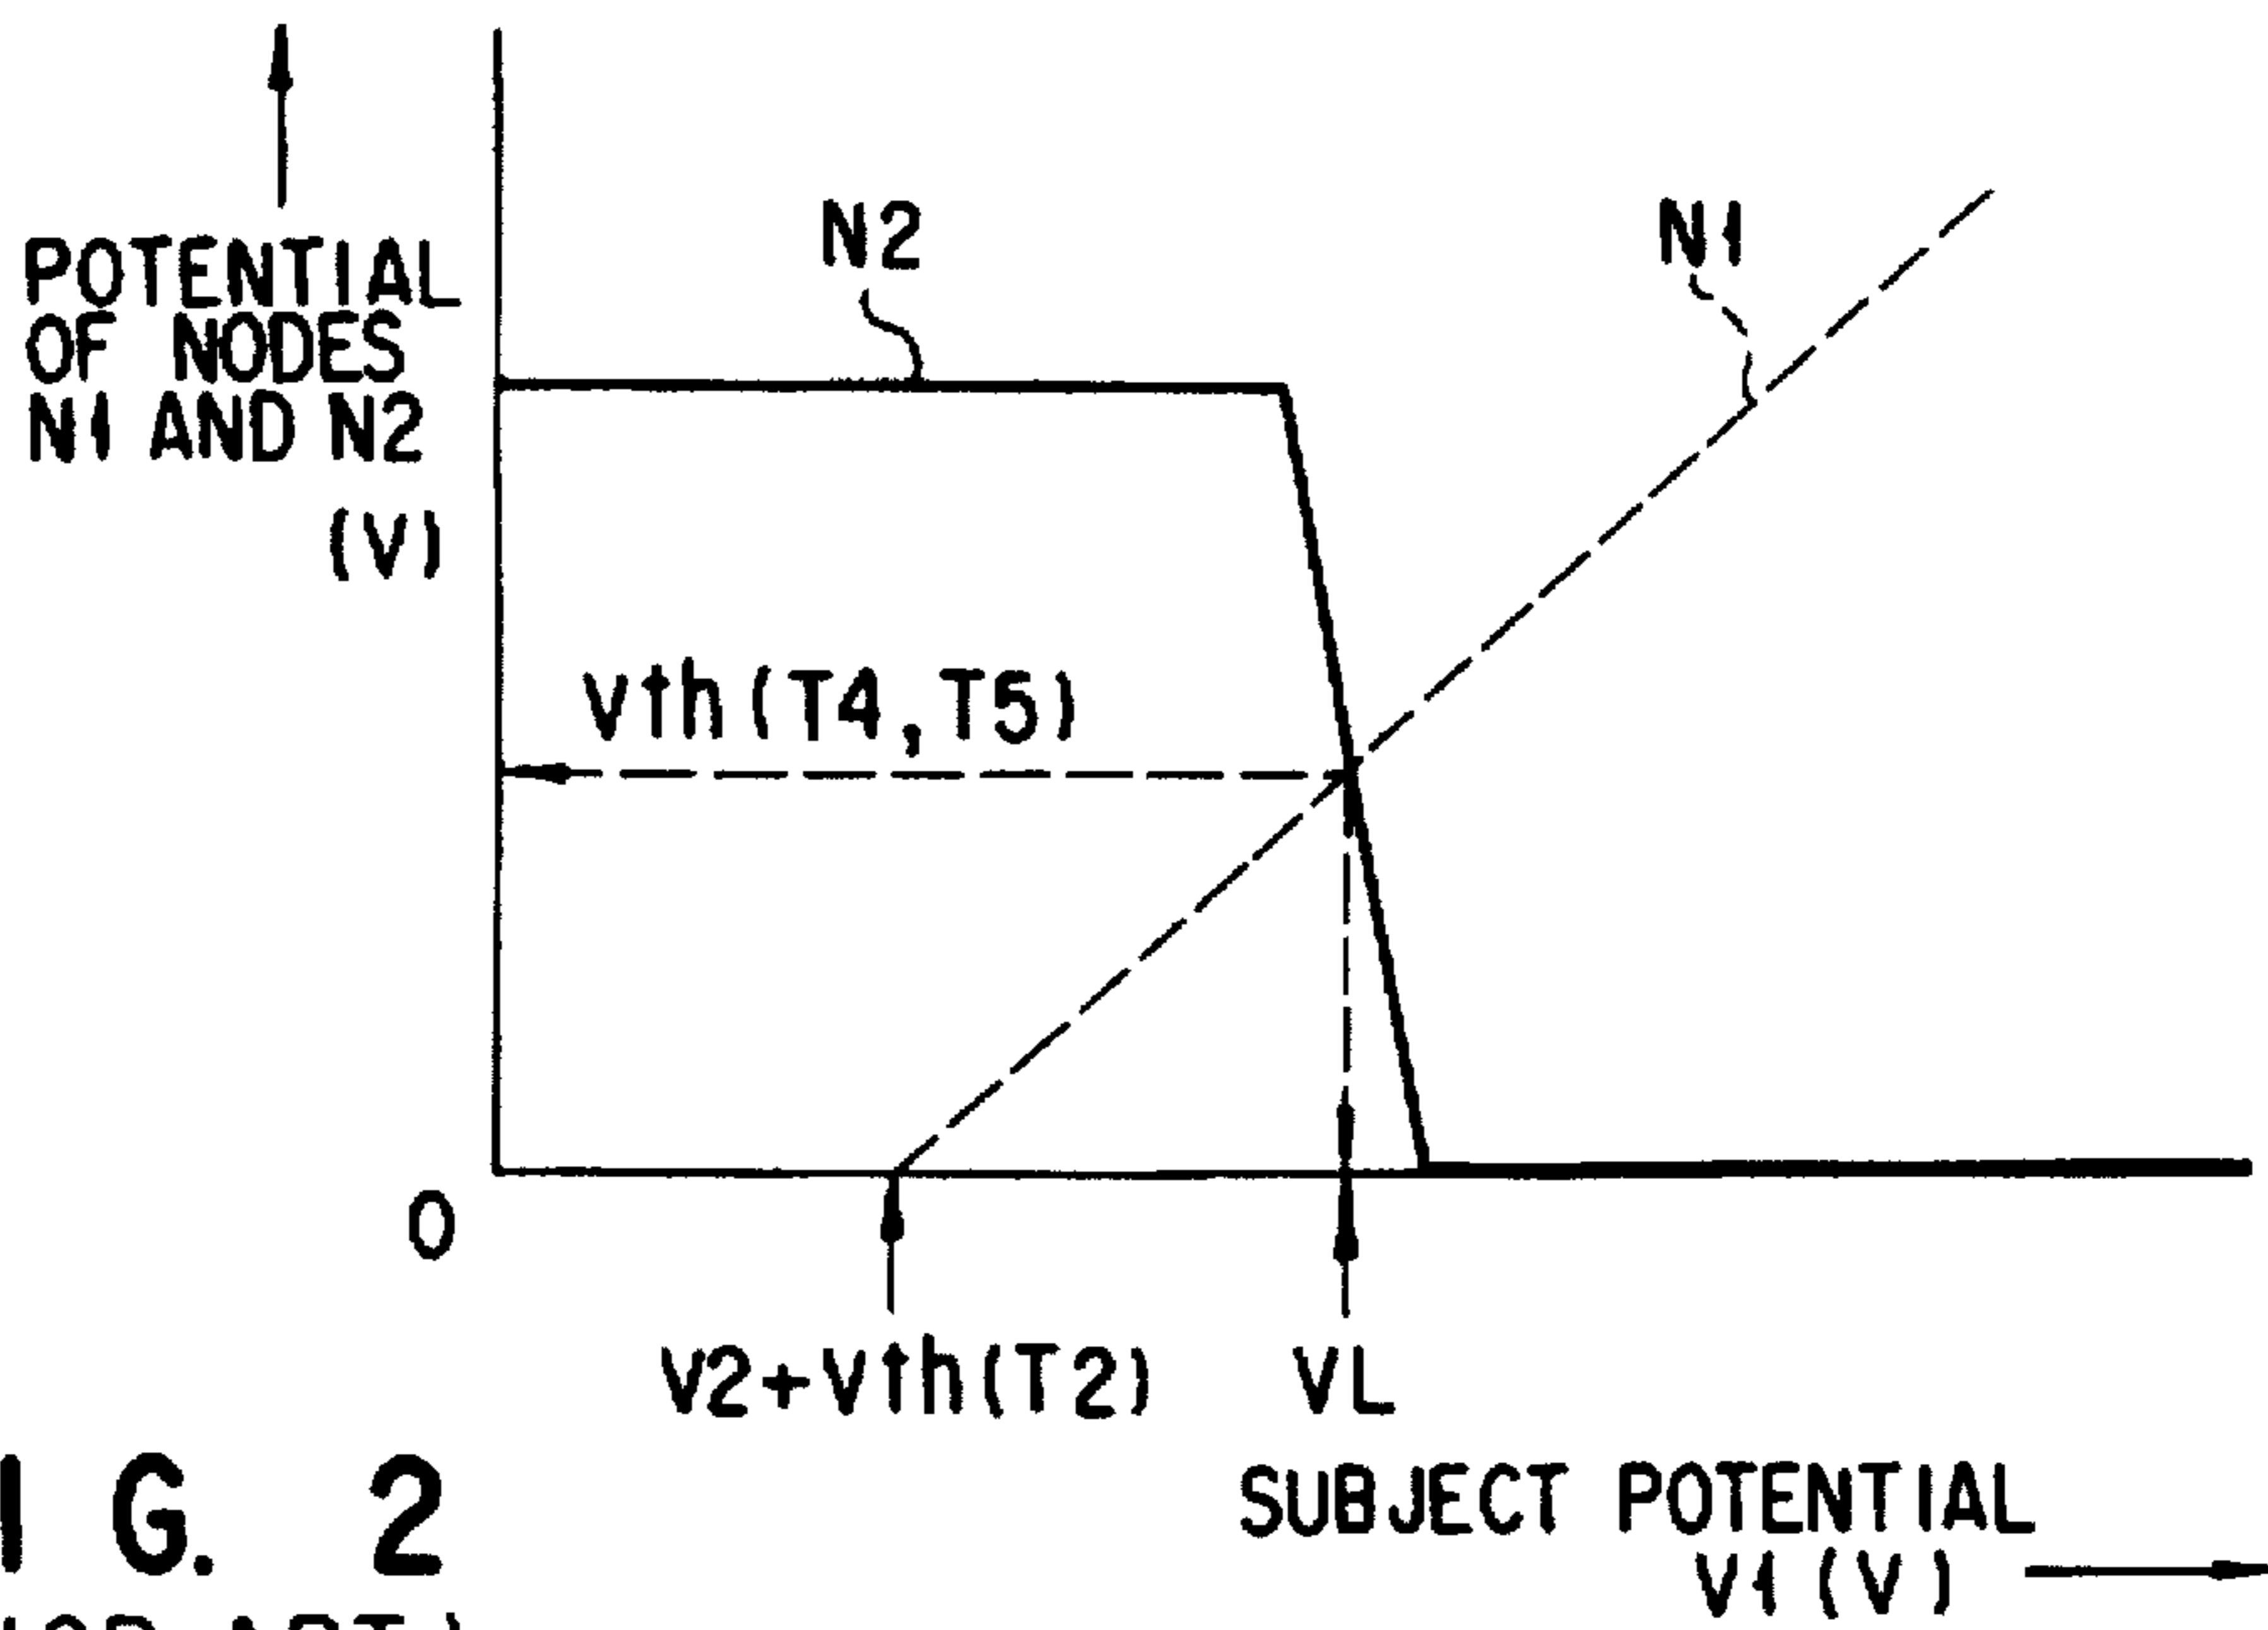 N2
N1
POTENTIAL
OF NODES
N1 AND N2
(V)
Vth(T4,T5)
0
V2+Vth(T2)
VL
SUBJECT POTENTIAL
V1 (V)
I G. 2